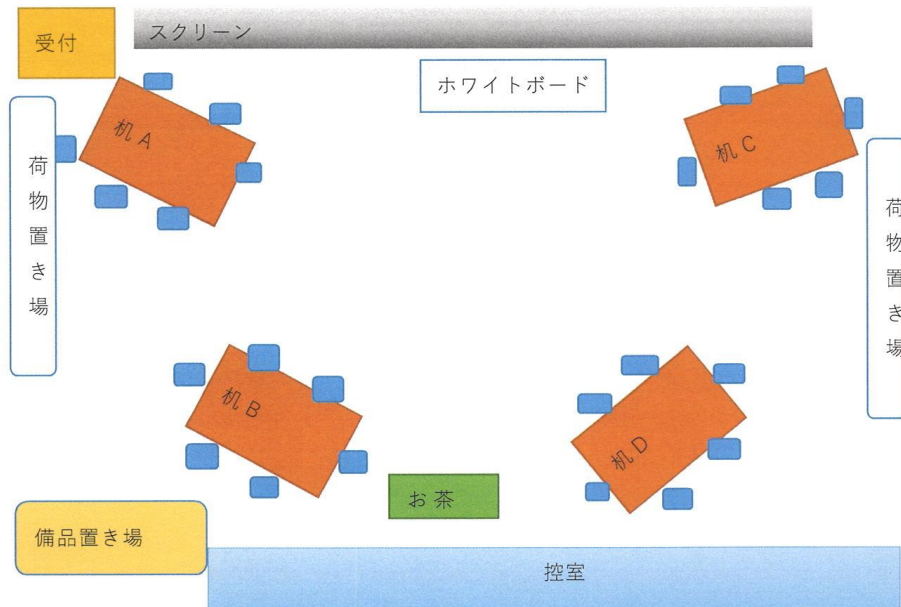 スクリーン
受付
ホワイトボード
机A
机C
荷物置き場
荷物置き場
机B
机D
お茶
備品置き場
控室